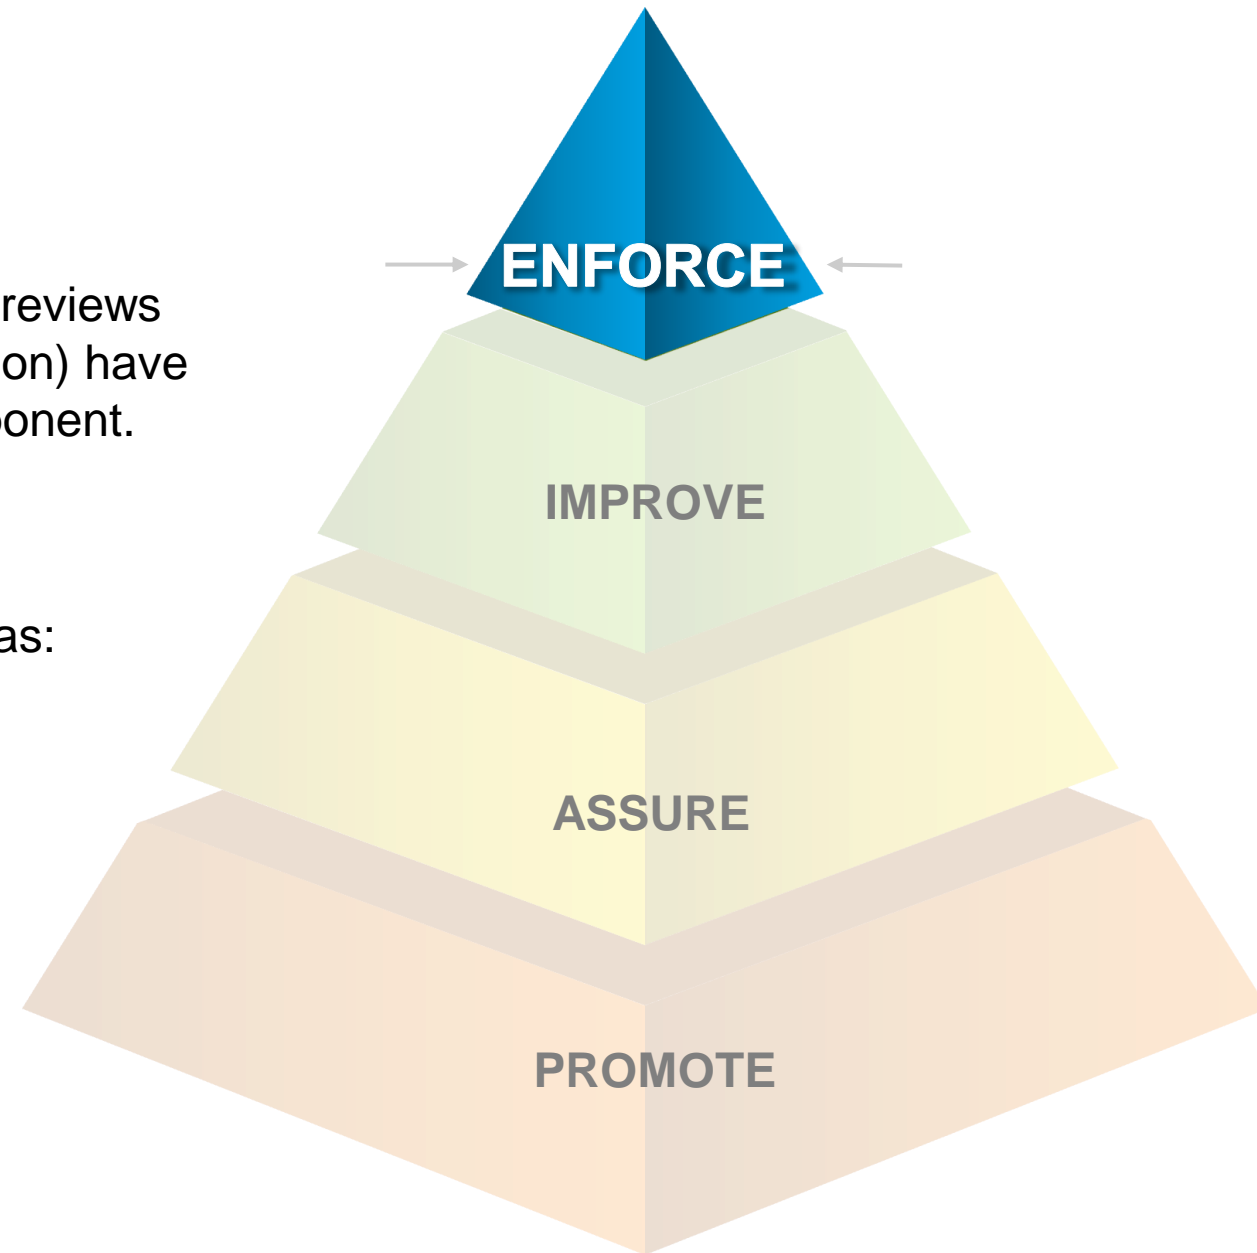 ENFORCE
reviews
on) have
onent.
IMPROVE
as:
ASSURE
PROMOTE